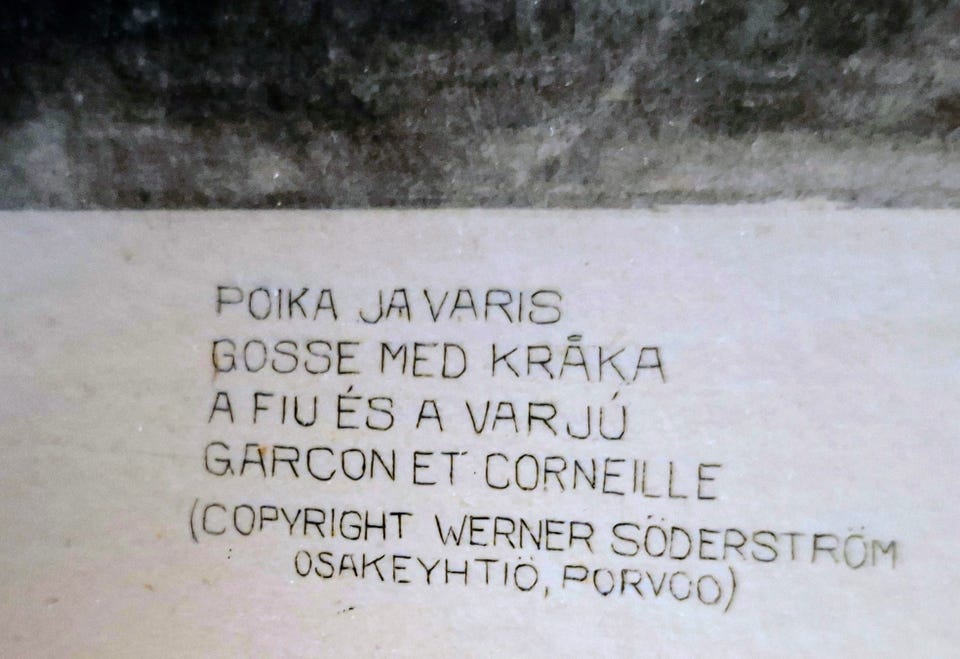 POIKA JA VARIS
GOSSE MED KRÅKA
A FIU ÉS A VARJÚ
GARCON ET CORNEILLE
(COPYRIGHT WERNER SÖDERSTRÖM
OSAKEYHTIÖ, PORVOO)